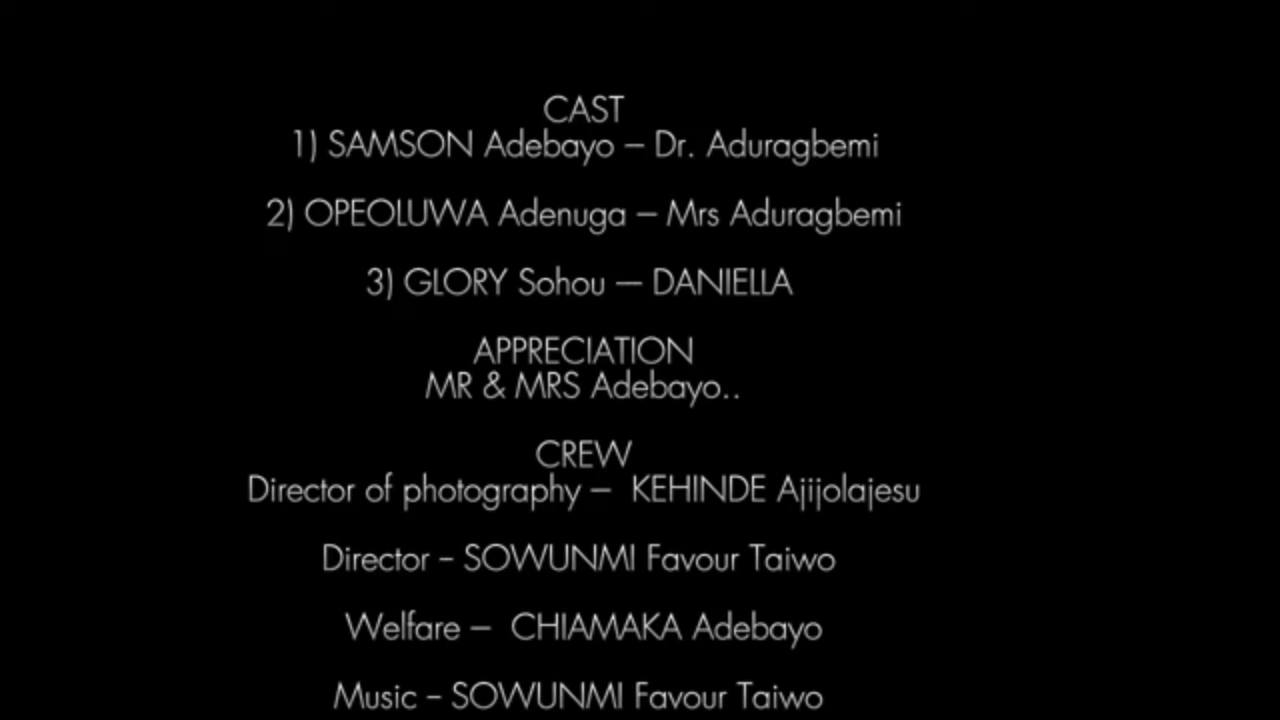 CAST
1) SAMSON Adebayo – Dr. Aduragbemi
2) OPEOLUWA Adenuga – Mrs Aduragbemi
3) GLORY Sohou — DANIELLA
APPRECIATION
MR & MRS Adebayo..
CREW
Director of photography – KEHINDE Ajijolajesu
Director – SOWUNMI Favour Taiwo
Welfare – CHIAMAKA Adebayo
Music – SOWUNMI Favour Taiwo